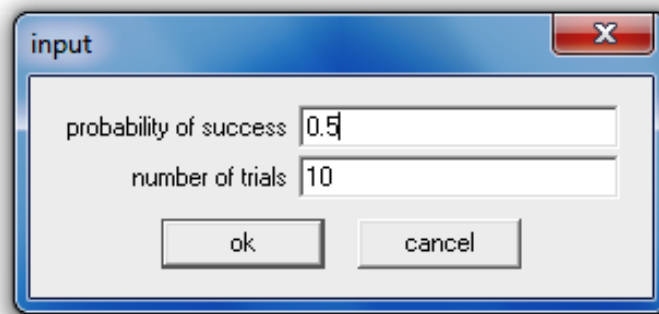 input
probability of success 0.5
number of trials 10
ok cancel